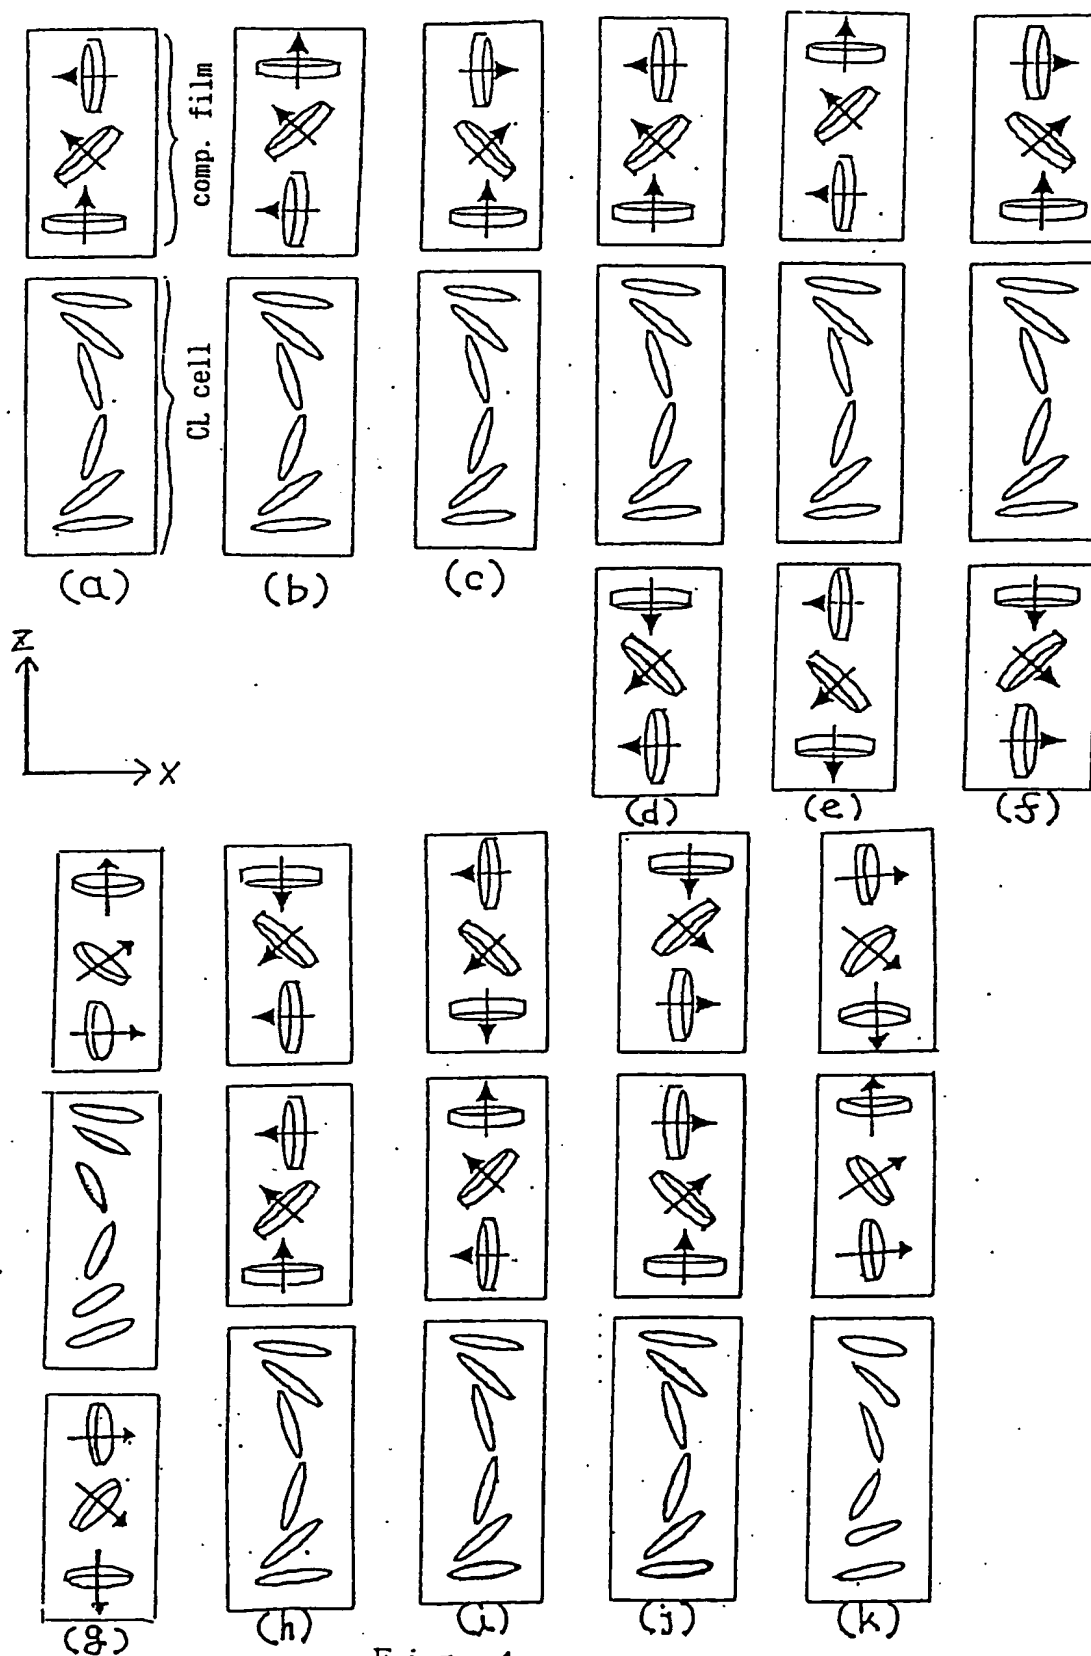 comp. film
CL cell
(a)
(b)
(c)
Z
X
(d)
(e)
(f)
(g)
(h)
(i)
(j)
(k)